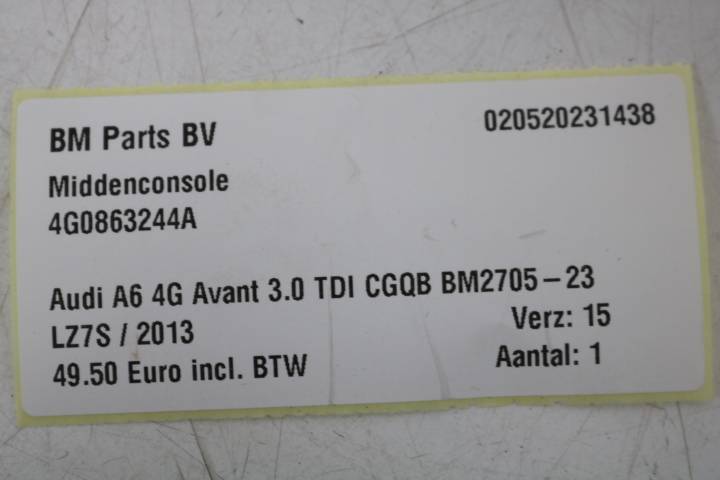 BM Parts BV
020520231438
Middenconsole
4G0863244A
Audi A6 4G Avant 3.0 TDI CGQB BM2705-23
LZ7S / 2013
Verz: 15
49.50 Euro incl. BTW
Aantal: 1